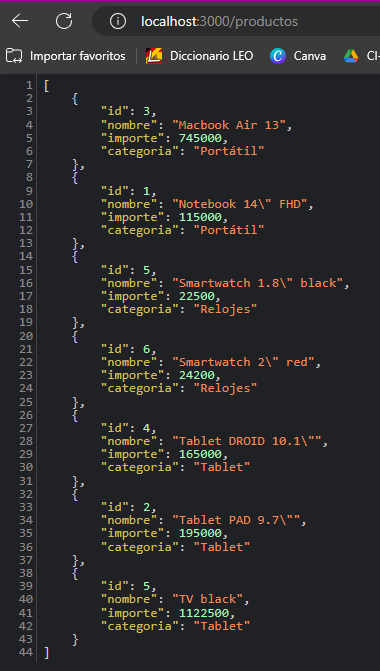 localhost:3000/productos
Importar favoritos Diccionario LEO Canva CI-
1 [
2 {
3 "id": 3,
4 "nombre": "Macbook Air 13",
5 "importe": 745000,
6 "categoria": "Portátil"
7 },
8 {
9 "id": 1,
10 "nombre": "Notebook 14\" FHD",
11 "importe": 115000,
12 "categoria": "Portátil"
13 },
14 {
15 "id": 5,
16 "nombre": "Smartwatch 1.8\" black",
17 "importe": 22500,
18 "categoria": "Relojes"
19 },
20 {
21 "id": 6,
22 "nombre": "Smartwatch 2\" red",
23 "importe": 24200,
24 "categoria": "Relojes"
25 },
26 {
27 "id": 4,
28 "nombre": "Tablet DROID 10.1\"",
29 "importe": 165000,
30 "categoria": "Tablet"
31 },
32 {
33 "id": 2,
34 "nombre": "Tablet PAD 9.7\"",
35 "importe": 195000,
36 "categoria": "Tablet"
37 },
38 {
39 "id": 5,
40 "nombre": "TV black",
41 "importe": 1122500,
42 "categoria": "Tablet"
43 }
44 ]